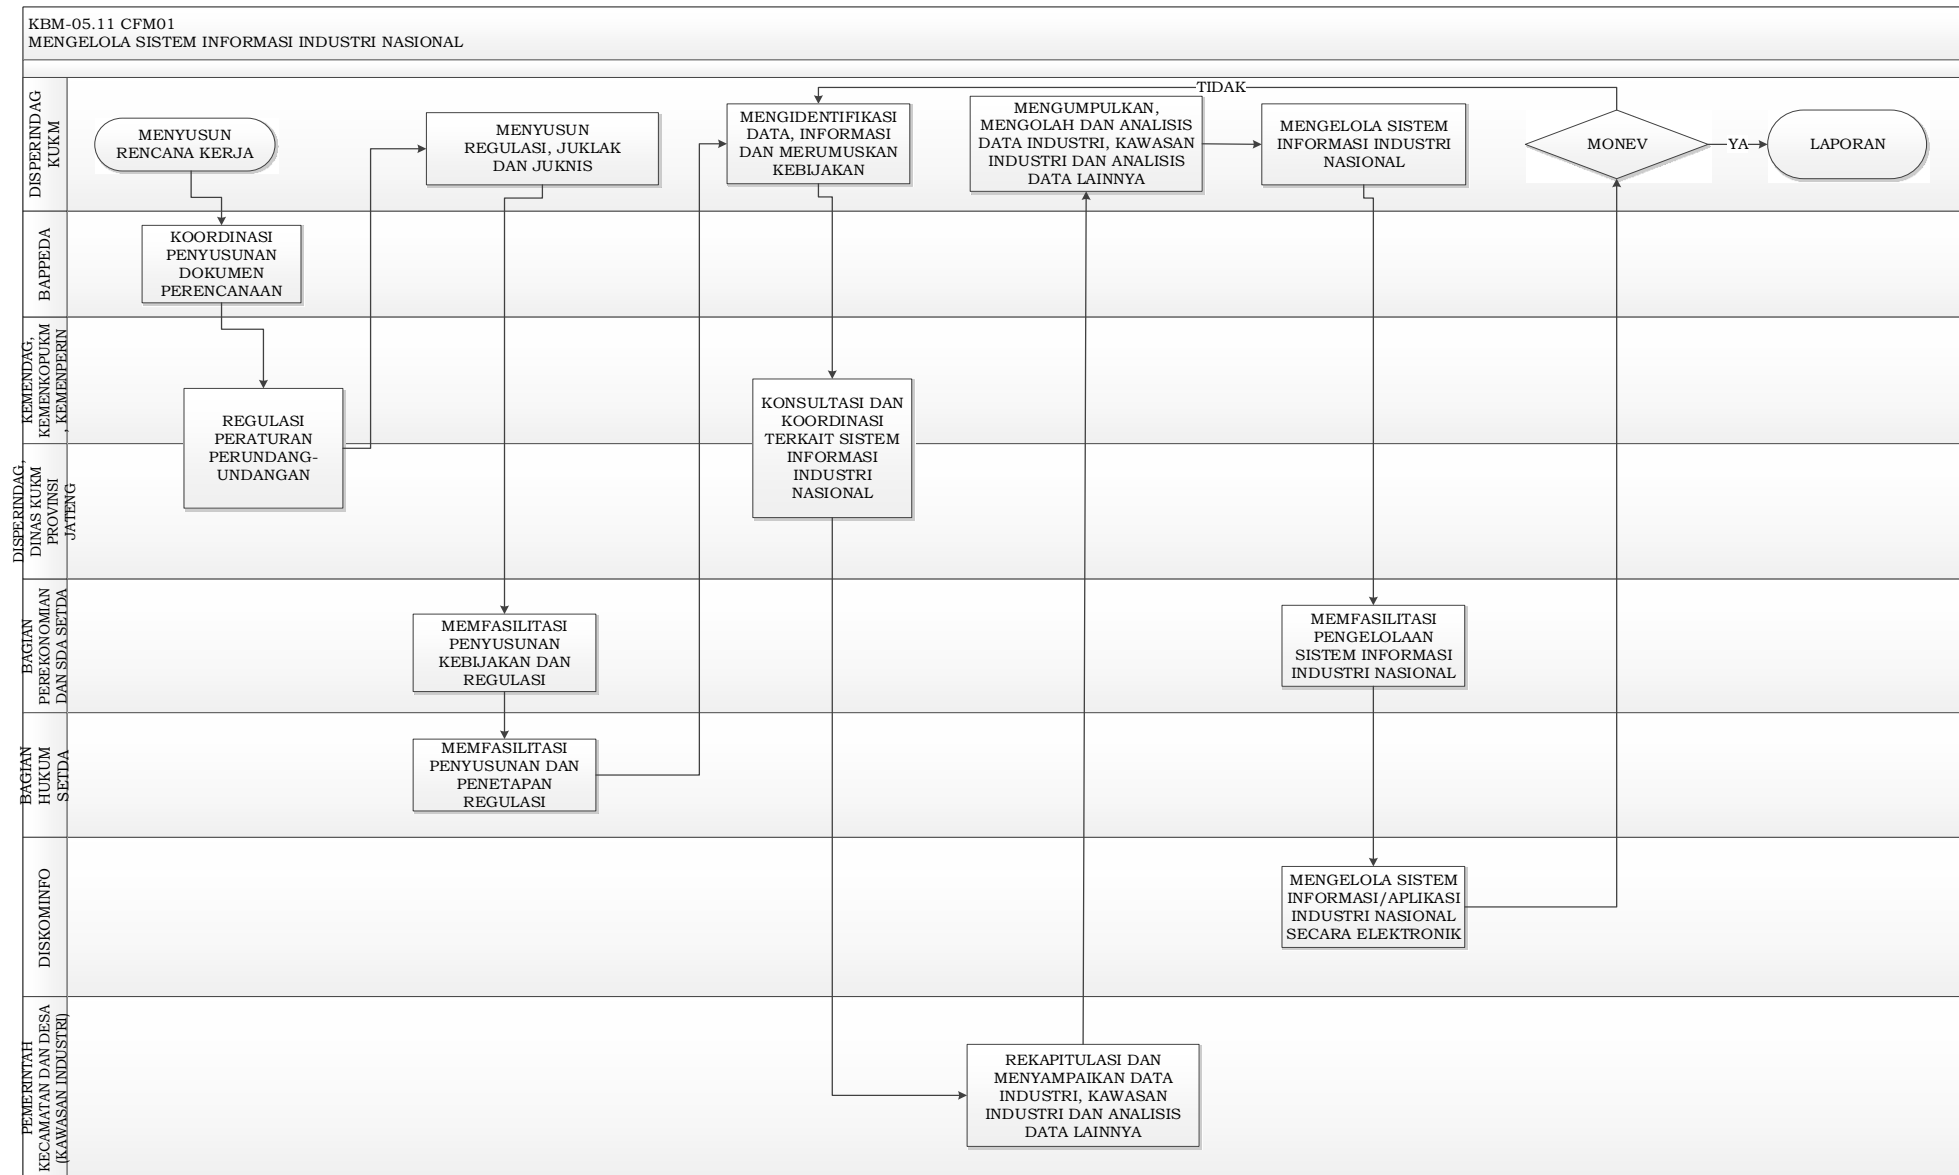 KBM-05.11 CFM01
MENGELOLA SISTEM INFORMASI INDUSTRI NASIONAL
DISPERINDAG
KUKM
MENYUSUN
RENCANA KERJA
MENYUSUN
REGULASI, JUKLAK
DAN JUKNIS
MENGIDENTIFIKASI
DATA, INFORMASI
DAN MERUMUSKAN
KEBIJAKAN
MENGUMPULKAN,
MENGOLAH DAN ANALISIS
DATA INDUSTRI, KAWASAN
INDUSTRI DAN ANALISIS
DATA LAINNYA
MENGELOLA SISTEM
INFORMASI INDUSTRI
NASIONAL
TIDAK
MONEV
YA
LAPORAN
BAPPEDA
KOORDINASI
PENYUSUNAN
DOKUMEN
PERENCANAAN
KEMENDAG,
KEMENKOPUKM
, KEMENPERIN
REGULASI
PERATURAN
PERUNDANG-
UNDANGAN
KONSULTASI DAN
KOORDINASI
TERKAIT SISTEM
INFORMASI
INDUSTRI
NASIONAL
DISPERINDAG,
DINAS KUKM
PROVINSI
JATENG
BAGIAN
PEREKONOMIAN
DAN SDA SETDA
MEMFASILITASI
PENYUSUNAN
KEBIJAKAN DAN
REGULASI
MEMFASILITASI
PENGELOLAAN
SISTEM INFORMASI
INDUSTRI NASIONAL
BAGIAN
HUKUM
SETDA
MEMFASILITASI
PENYUSUNAN DAN
PENETAPAN
REGULASI
DISKOMINFO
MENGELOLA SISTEM
INFORMASI/APLIKASI
INDUSTRI NASIONAL
SECARA ELEKTRONIK
PEMERINTAH
KECAMATAN DAN DESA
(KAWASAN INDUSTRI)
REKAPITULASI DAN
MENYAMPAIKAN DATA
INDUSTRI, KAWASAN
INDUSTRI DAN ANALISIS
DATA LAINNYA